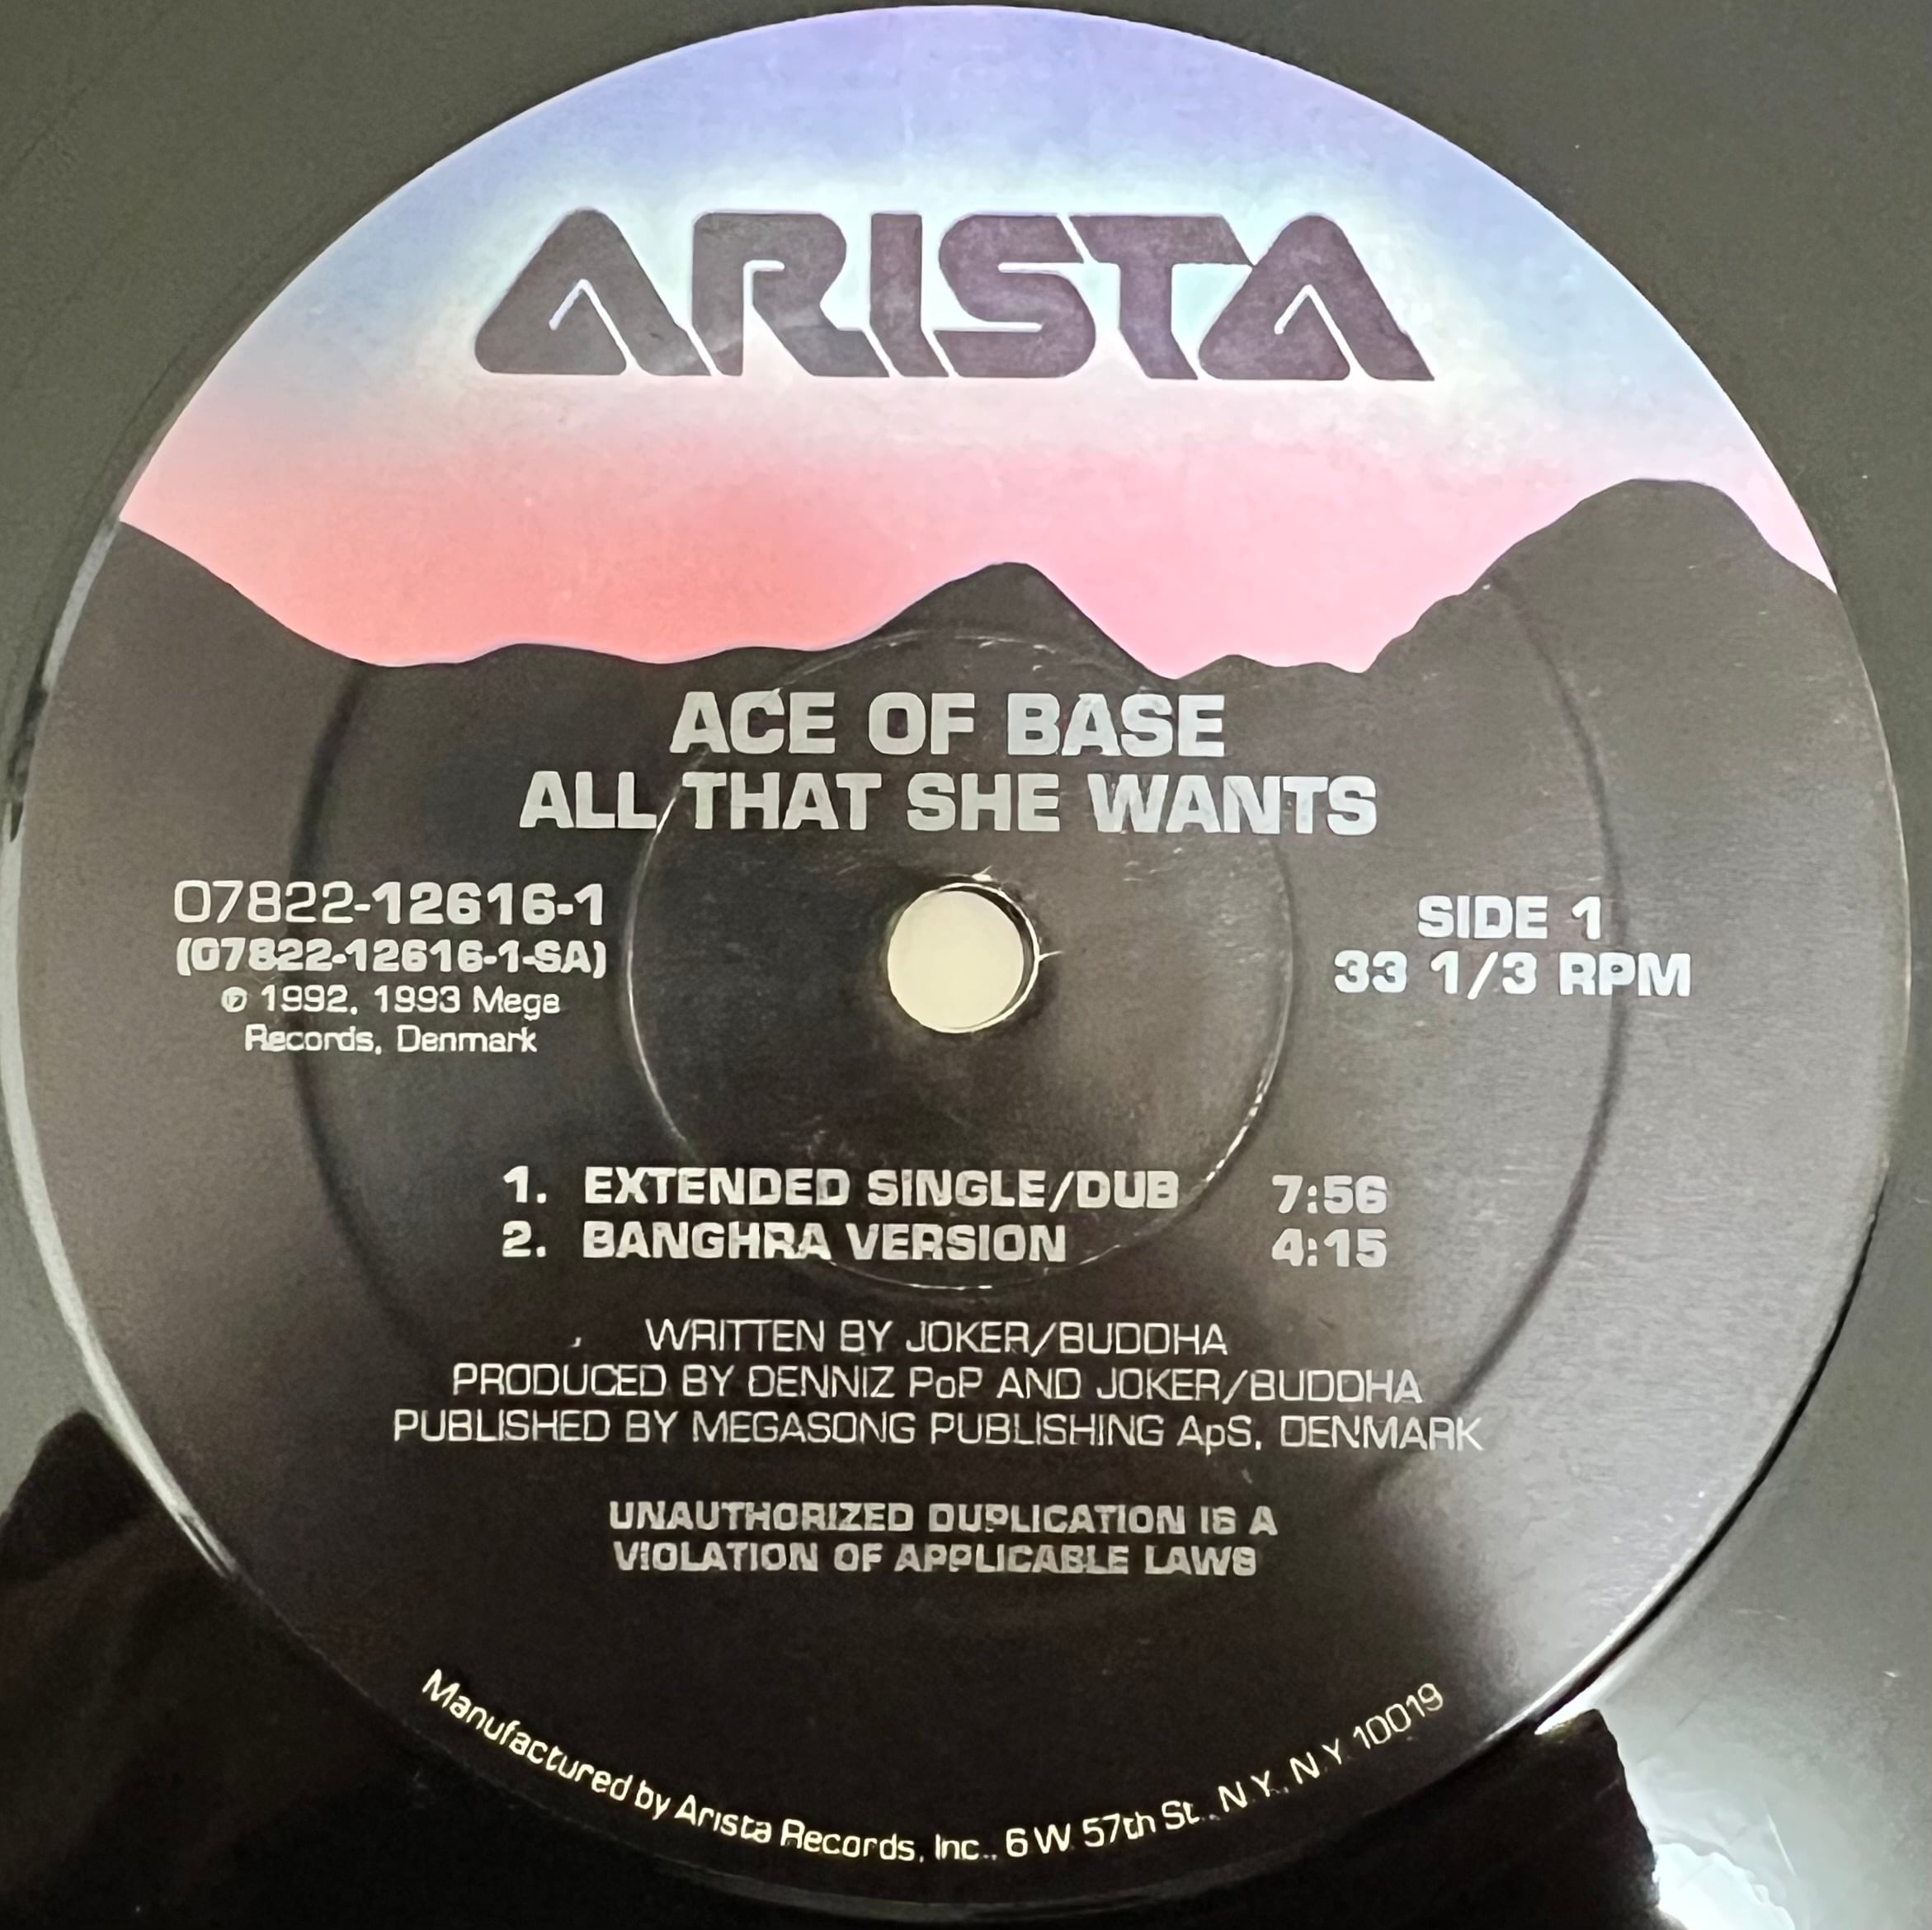 ARISTA
ACE OF BASE
ALL THAT SHE WANTS
07822-12616-1
(07822-12616-1-SA)
℗ 1992, 1993 Mega
Records, Denmark
SIDE 1
33 1/3 RPM
1. EXTENDED SINGLE/DUB 7:56
2. BANGHRA VERSION 4:15
WRITTEN BY JOKER/BUDDHA
PRODUCED BY DENNIZ PoP AND JOKER/BUDDHA
PUBLISHED BY MEGASONG PUBLISHING ApS, DENMARK
UNAUTHORIZED DUPLICATION IS A
VIOLATION OF APPLICABLE LAWS
Manufactured by Arista Records, Inc., 6 W. 57th St., N.Y., N.Y. 10019